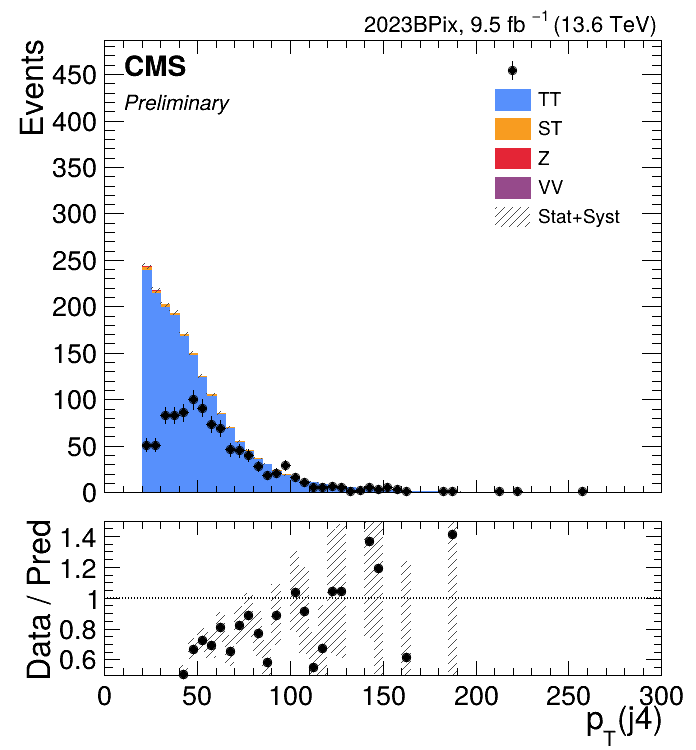 2023BPix, 9.5 fb⁻¹ (13.6 TeV)
CMS
Preliminary
Events
450
400
350
300
250
200
150
100
50
0
TT
ST
Z
VV
Stat+Syst
Data / Pred
1.4
1.2
1
0.8
0.6
0 50 100 150 200 250 300
p_T(j4)